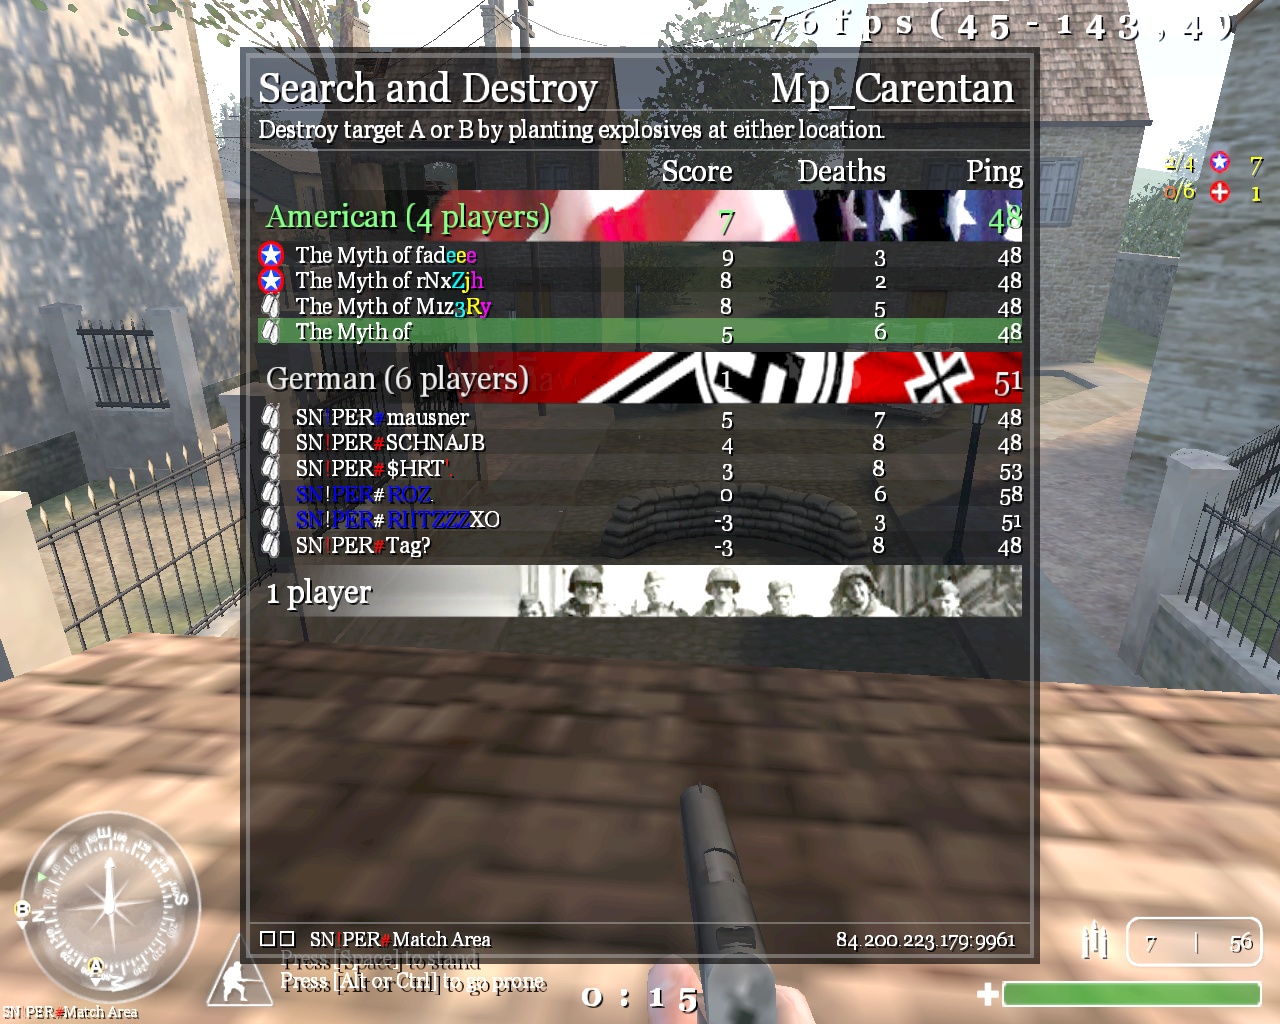 76fps(45-143,4)
Search and Destroy Mp_Carentan
Destroy target A or B by planting explosives at either location.
Score Deaths Ping
2/4 7
0/6 1
American (4 players) 7 48
The Myth of fadeee 9 3 48
The Myth of rNxZjh 8 2 48
The Myth of M1z3Ry 8 5 48
The Myth of 5 6 48
German (6 players) 1 51
SN!PER#mausner 5 7 48
SN!PER#SCHNAJB 4 8 48
SN!PER#$HRT'. 3 8 53
SN!PER#ROZ. 0 6 58
SN!PER#RIITZZZXO -3 3 51
SN!PER#Tag? -3 8 48
1 player
SN!PER#Match Area 84.200.223.179:9961
Press [Space] to stand
Press [Alt or Ctrl] to go prone
0:15
7 | 56
B
N
E
S
A
SN!PER#Match Area